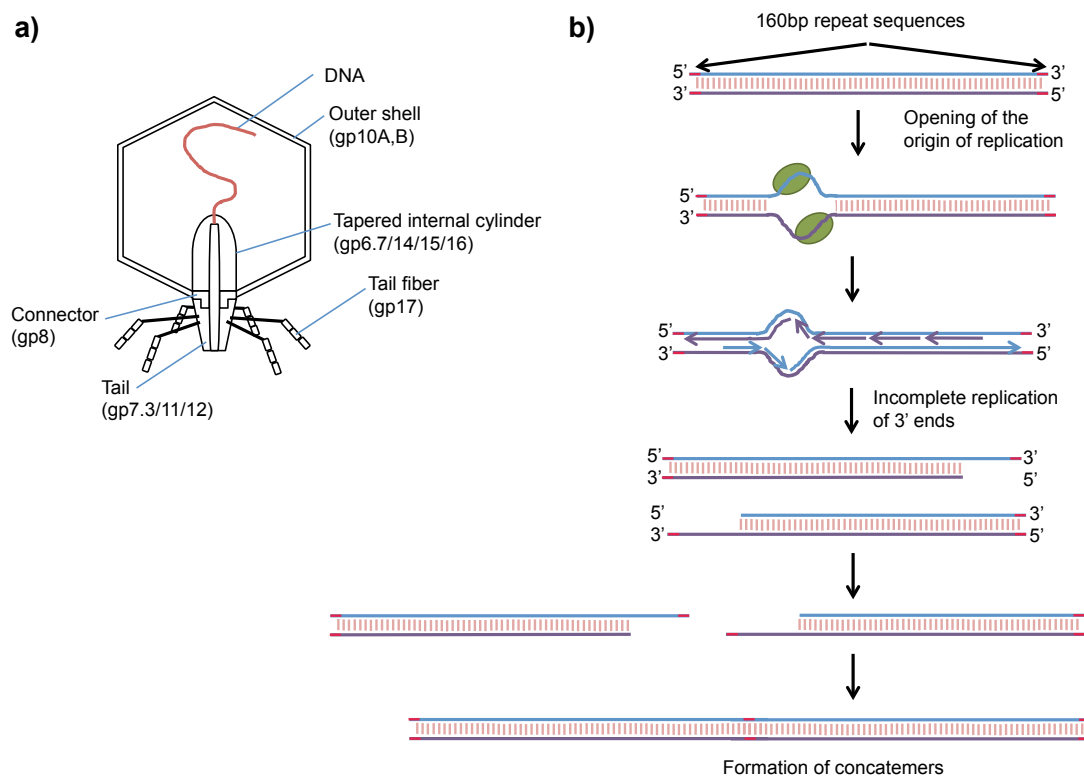 a)
DNA
Outer shell
(gp10A,B)
Tapered internal cylinder
(gp6.7/14/15/16)
Tail fiber
(gp17)
Connector
(gp8)
Tail
(gp7.3/11/12)
b)
160bp repeat sequences
5’ 3’
3’ 5’
Opening of the
origin of replication
5’
3’
5’ 3’
3’ 5’
Incomplete replication
of 3’ ends
5’ 3’
3’ 5’
5’ 3’
3’ 5’
Formation of concatemers